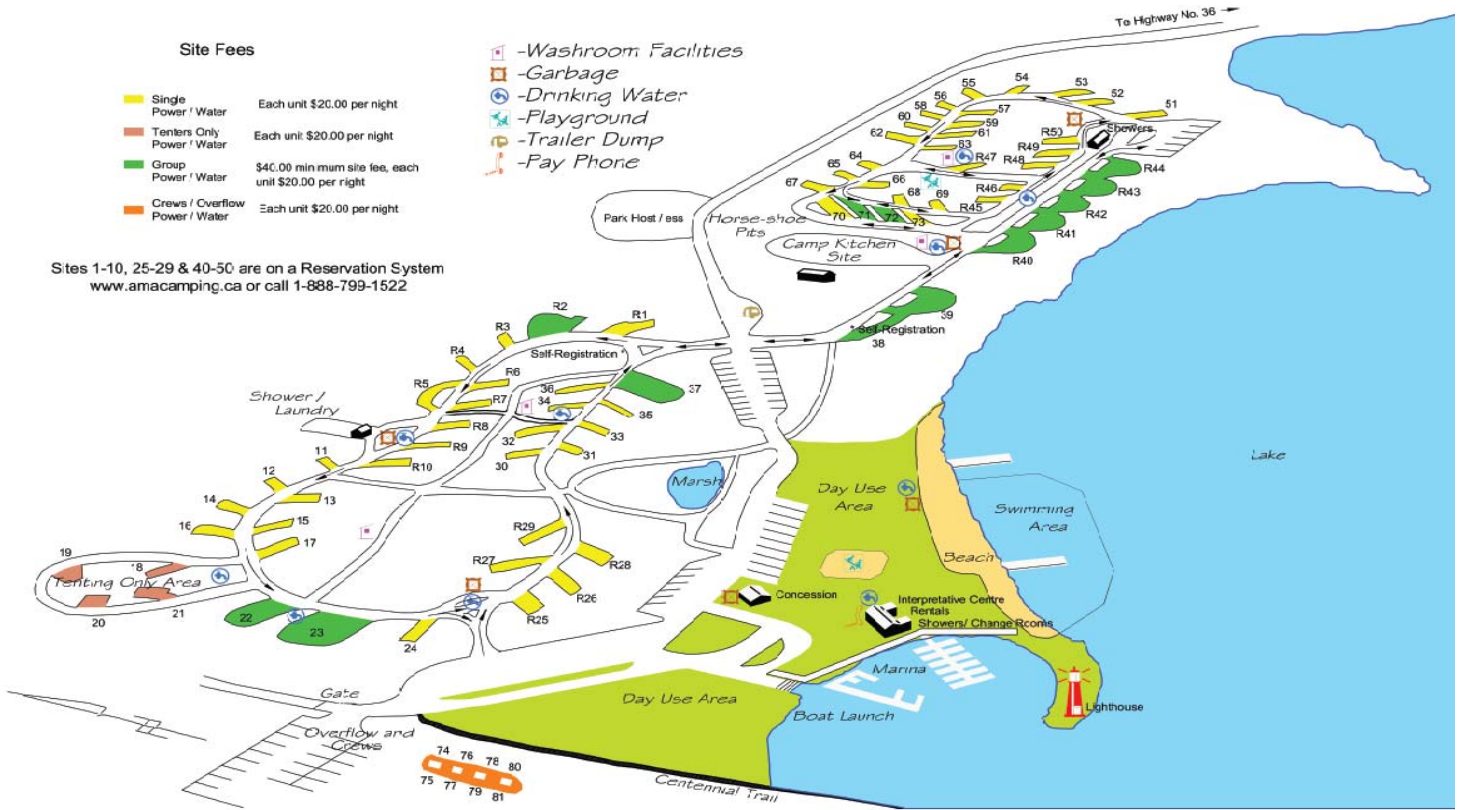 To Highway No. 36
Site Fees
Single
Power / Water
Each unit $20.00 per night
Tenters Only
Power / Water
Each unit $20.00 per night
Group
Power / Water
$40.00 minimum site fee, each
unit $20.00 per right
Crews / Overflow
Power / Water
Each unit $20.00 per night
-Washroom Facilities
-Garbage
-Drinking Water
-Playground
-Trailer Dump
-Pay Phone
Sites 1-10, 25-29 & 40-50 are on a Reservation System
www.amacamping.ca or call 1-888-799-1522
55
54
53
52
51
56
58
57
60
59
62
61
63
R50
Showers
R49
R48
R47
64
65
66
67
68
69
R46
R45
70
71
72
73
R44
R43
R42
R41
R40
Park Host / ess
Horse-shoe
Pits
Camp Kitchen
Site
39
* Self-Registration
38
R2
R1
R3
R4
Self-Registration *
R5
R6
R7
36
34
37
35
Shower /
Laundry
R8
R9
R10
32
33
30
31
11
12
13
14
15
16
17
Marsh
Day Use
Area
Lake
Swimming
Area
Beach
R29
R28
R27
R26
R25
19
18
Tenting Only Area
20
21
22
23
24
Concession
Interpretative Centre
Rentals
Showers/ Change Rooms
Marina
Gate
Day Use Area
Boat Launch
Lighthouse
Overflow and
Crews
74 76 78 80
75 77 79 81
Centennial Trail